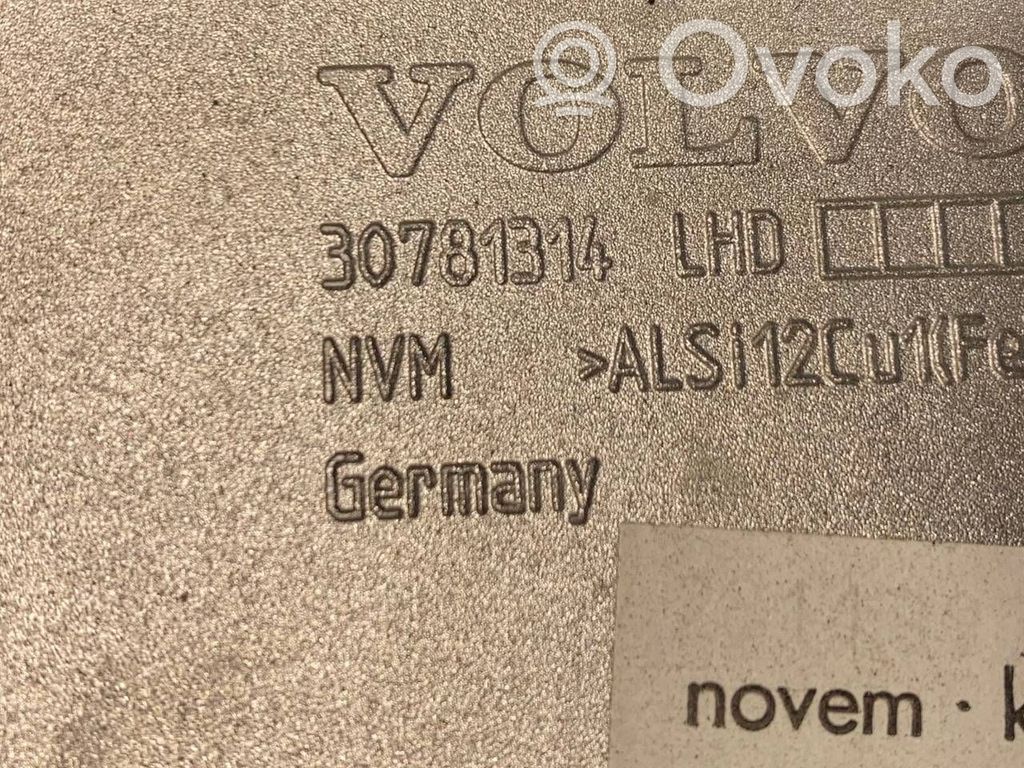 Ovoko
VOLVO
30781314 LHD
NVM >ALSi12Cu1(Fe
Germany
novem ·